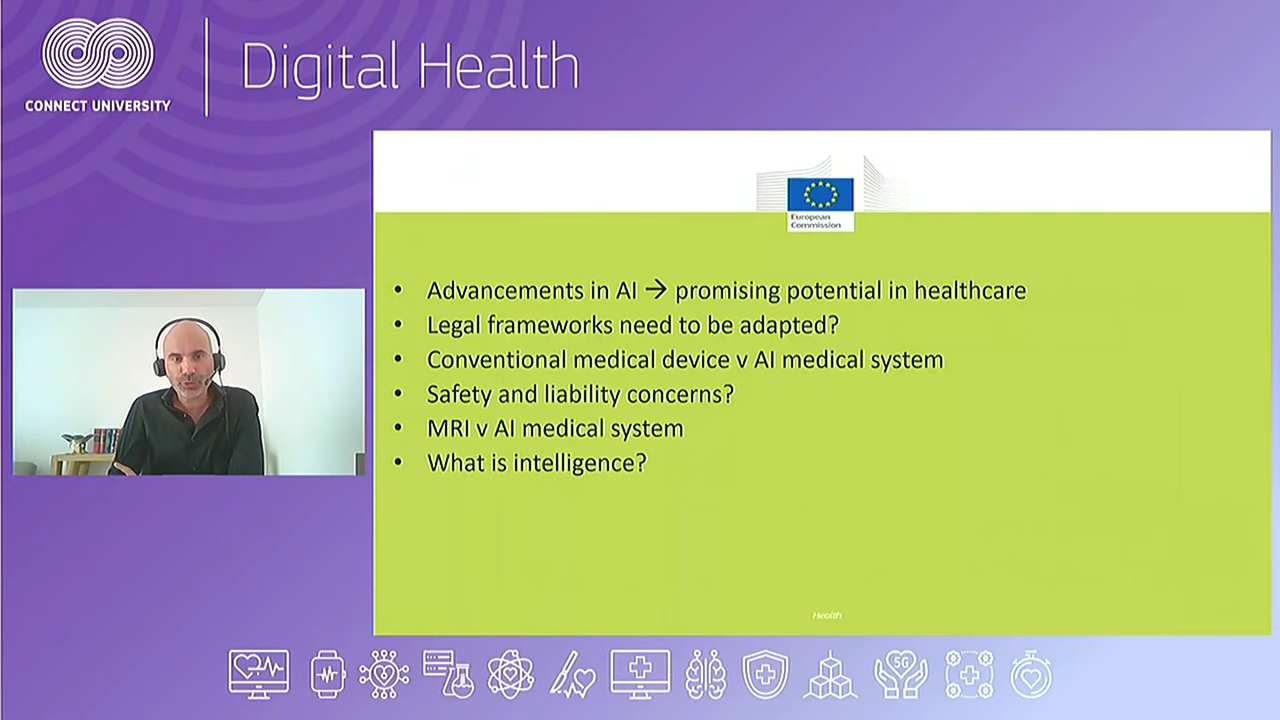 CONNECT UNIVERSITY
Digital Health
European
Commission
• Advancements in AI → promising potential in healthcare
• Legal frameworks need to be adapted?
• Conventional medical device v AI medical system
• Safety and liability concerns?
• MRI v AI medical system
• What is intelligence?
Health
5G